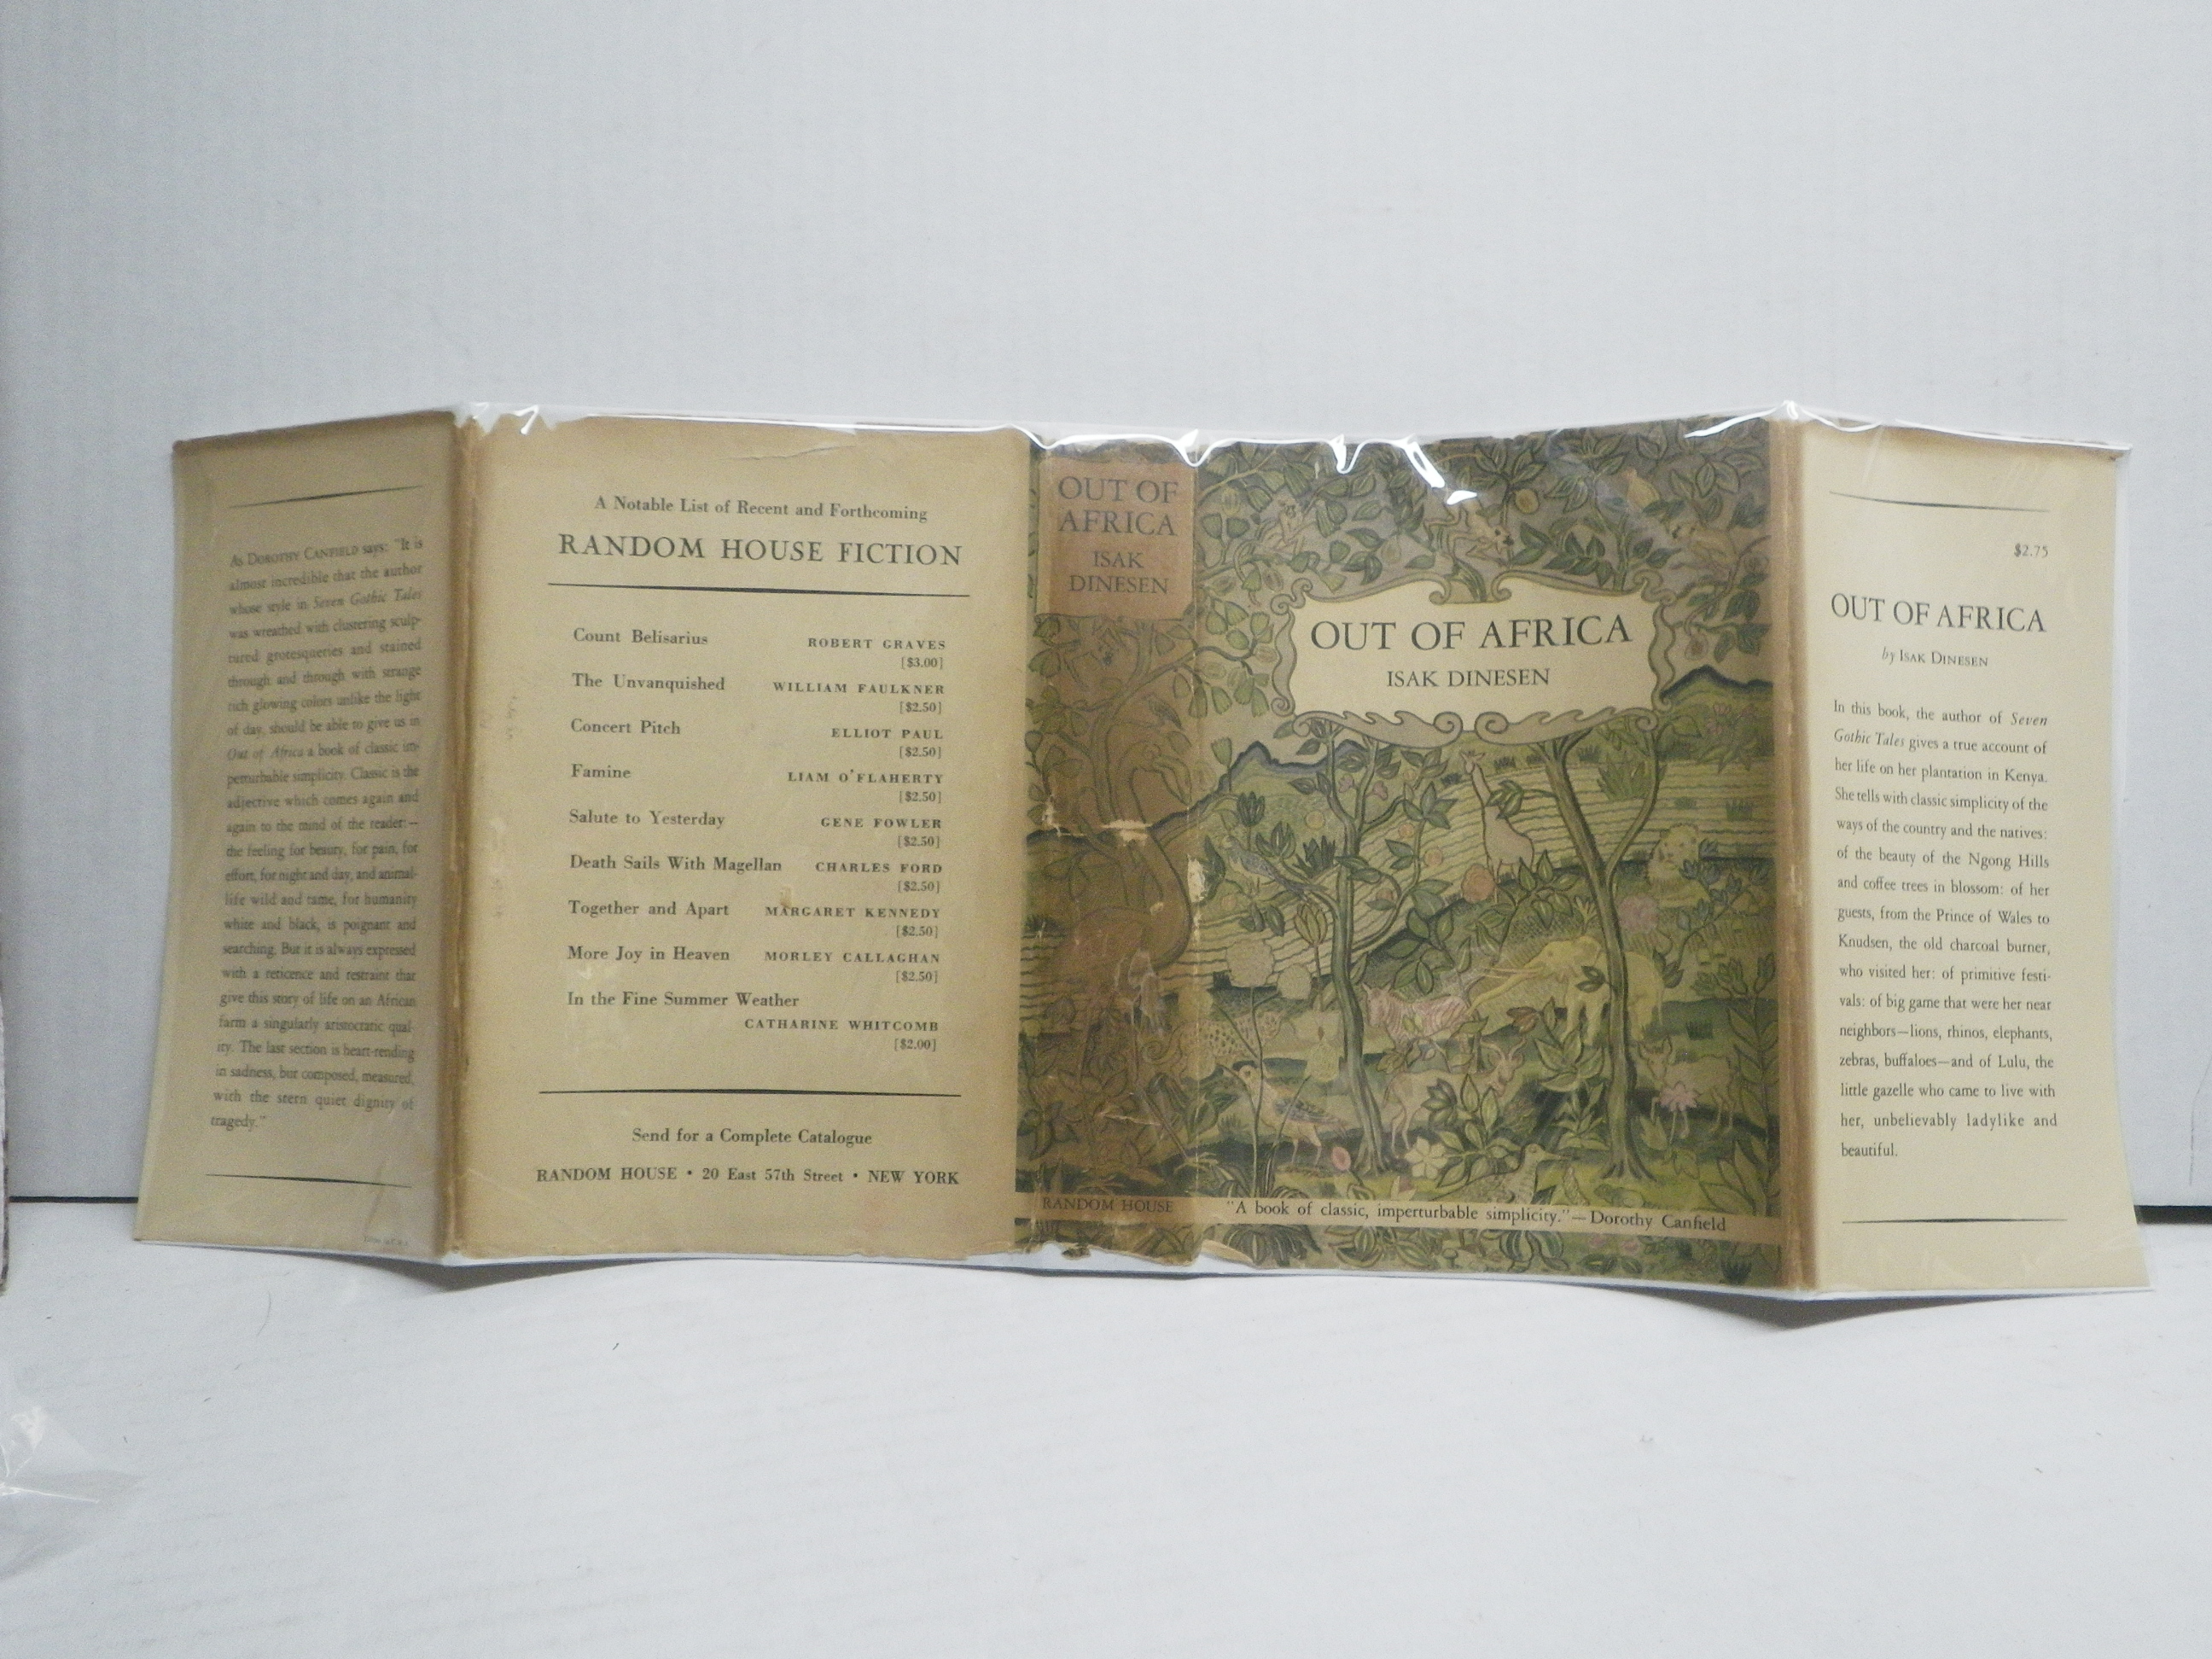 As DOROTHY CANFIELD says: "It is
almost incredible that the author
whose style in Seven Gothic Tales
was wreathed with clustering sculp-
tured grotesqueries and stained
through and through with strange
rich glowing colors unlike the light
of day, should be able to give us in
Out of Africa a book of classic im-
perturbable simplicity. Classic is the
adjective which comes again and
again to the mind of the reader:—
the feeling for beauty, for pain, for
effort, for night and day, and animal-
life wild and tame, for humanity
white and black, is poignant and
searching. But it is always expressed
with a reticence and restraint that
give this story of life on an African
farm a singularly aristocratic qual-
ity. The last section is heart-rending
in sadness, but composed, measured,
with the stern quiet dignity of
tragedy."
A Notable List of Recent and Forthcoming
RANDOM HOUSE FICTION
Count Belisarius ROBERT GRAVES
[$3.00]
The Unvanquished WILLIAM FAULKNER
[$2.50]
Concert Pitch ELLIOT PAUL
[$2.50]
Famine LIAM O'FLAHERTY
[$2.50]
Salute to Yesterday GENE FOWLER
[$2.50]
Death Sails With Magellan CHARLES FORD
[$2.50]
Together and Apart MARGARET KENNEDY
[$2.50]
More Joy in Heaven MORLEY CALLAGHAN
[$2.50]
In the Fine Summer Weather
CATHARINE WHITCOMB
[$2.00]
Send for a Complete Catalogue
RANDOM HOUSE • 20 East 57th Street • NEW YORK
OUT OF
AFRICA
ISAK
DINESEN
RANDOM HOUSE
OUT OF AFRICA
ISAK DINESEN
"A book of classic, imperturbable simplicity."—Dorothy Canfield
$2.75
OUT OF AFRICA
by ISAK DINESEN
In this book, the author of Seven
Gothic Tales gives a true account of
her life on her plantation in Kenya.
She tells with classic simplicity of the
ways of the country and the natives:
of the beauty of the Ngong Hills
and coffee trees in blossom: of her
guests, from the Prince of Wales to
Knudsen, the old charcoal burner,
who visited her: of primitive festi-
vals: of big game that were her near
neighbors—lions, rhinos, elephants,
zebras, buffaloes—and of Lulu, the
little gazelle who came to live with
her, unbelievably ladylike and
beautiful.